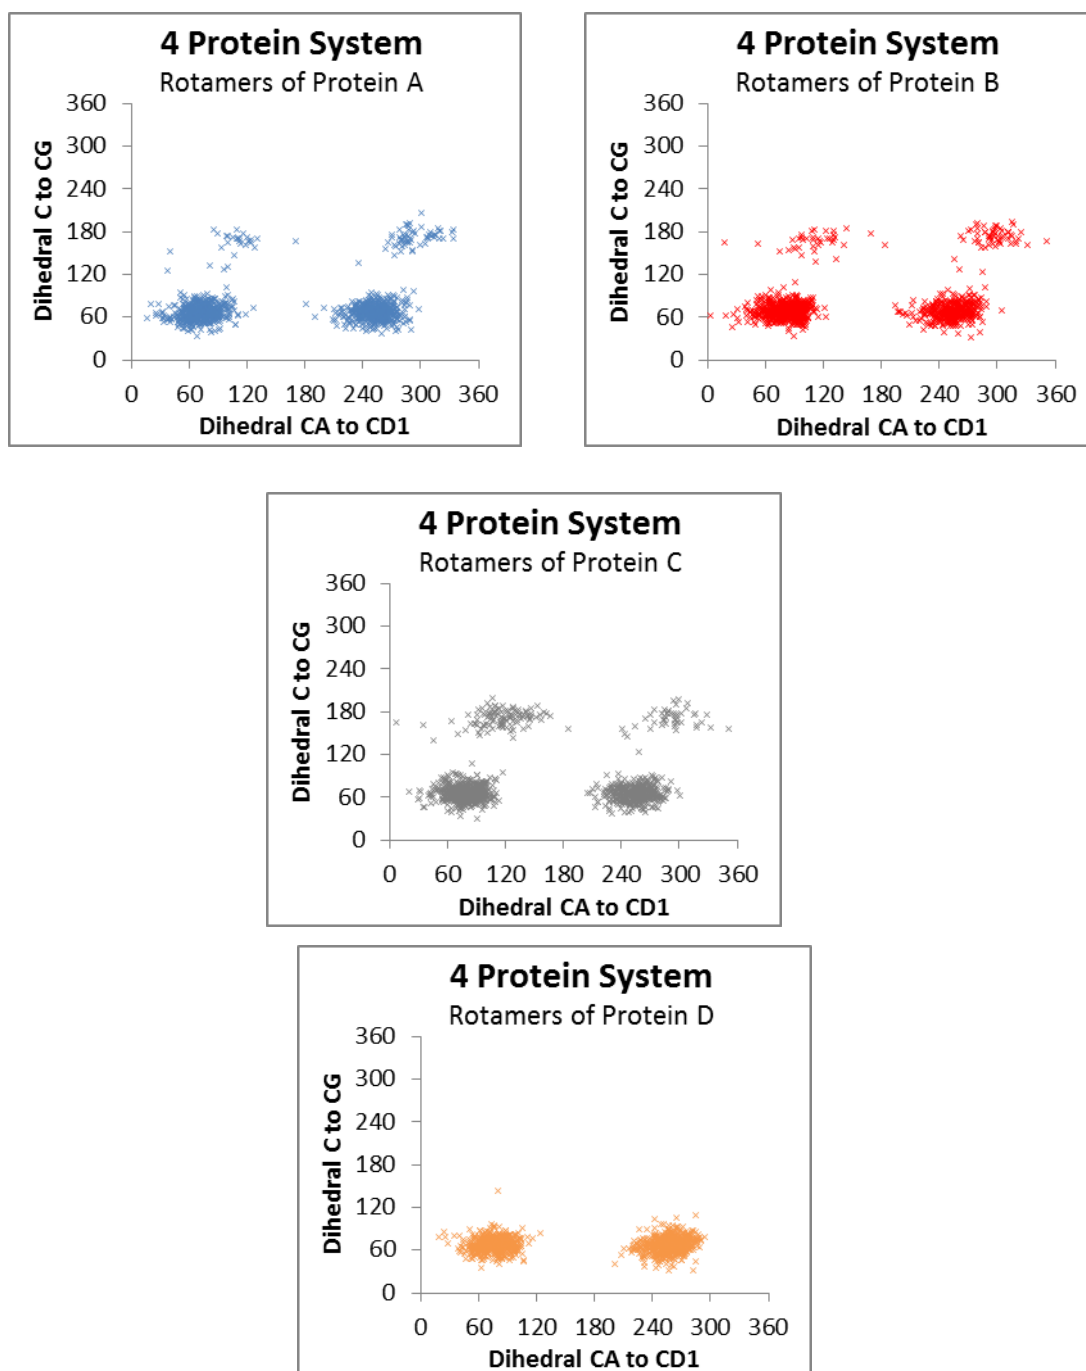 4 Protein System
Rotamers of Protein A
360
300
240
180
120
60
0
0 60 120 180 240 300 360
Dihedral C to CG
Dihedral CA to CD1
4 Protein System
Rotamers of Protein B
360
300
240
180
120
60
0
0 60 120 180 240 300 360
Dihedral C to CG
Dihedral CA to CD1
4 Protein System
Rotamers of Protein C
360
300
240
180
120
60
0
0 60 120 180 240 300 360
Dihedral C to CG
Dihedral CA to CD1
4 Protein System
Rotamers of Protein D
360
300
240
180
120
60
0
0 60 120 180 240 300 360
Dihedral C to CG
Dihedral CA to CD1